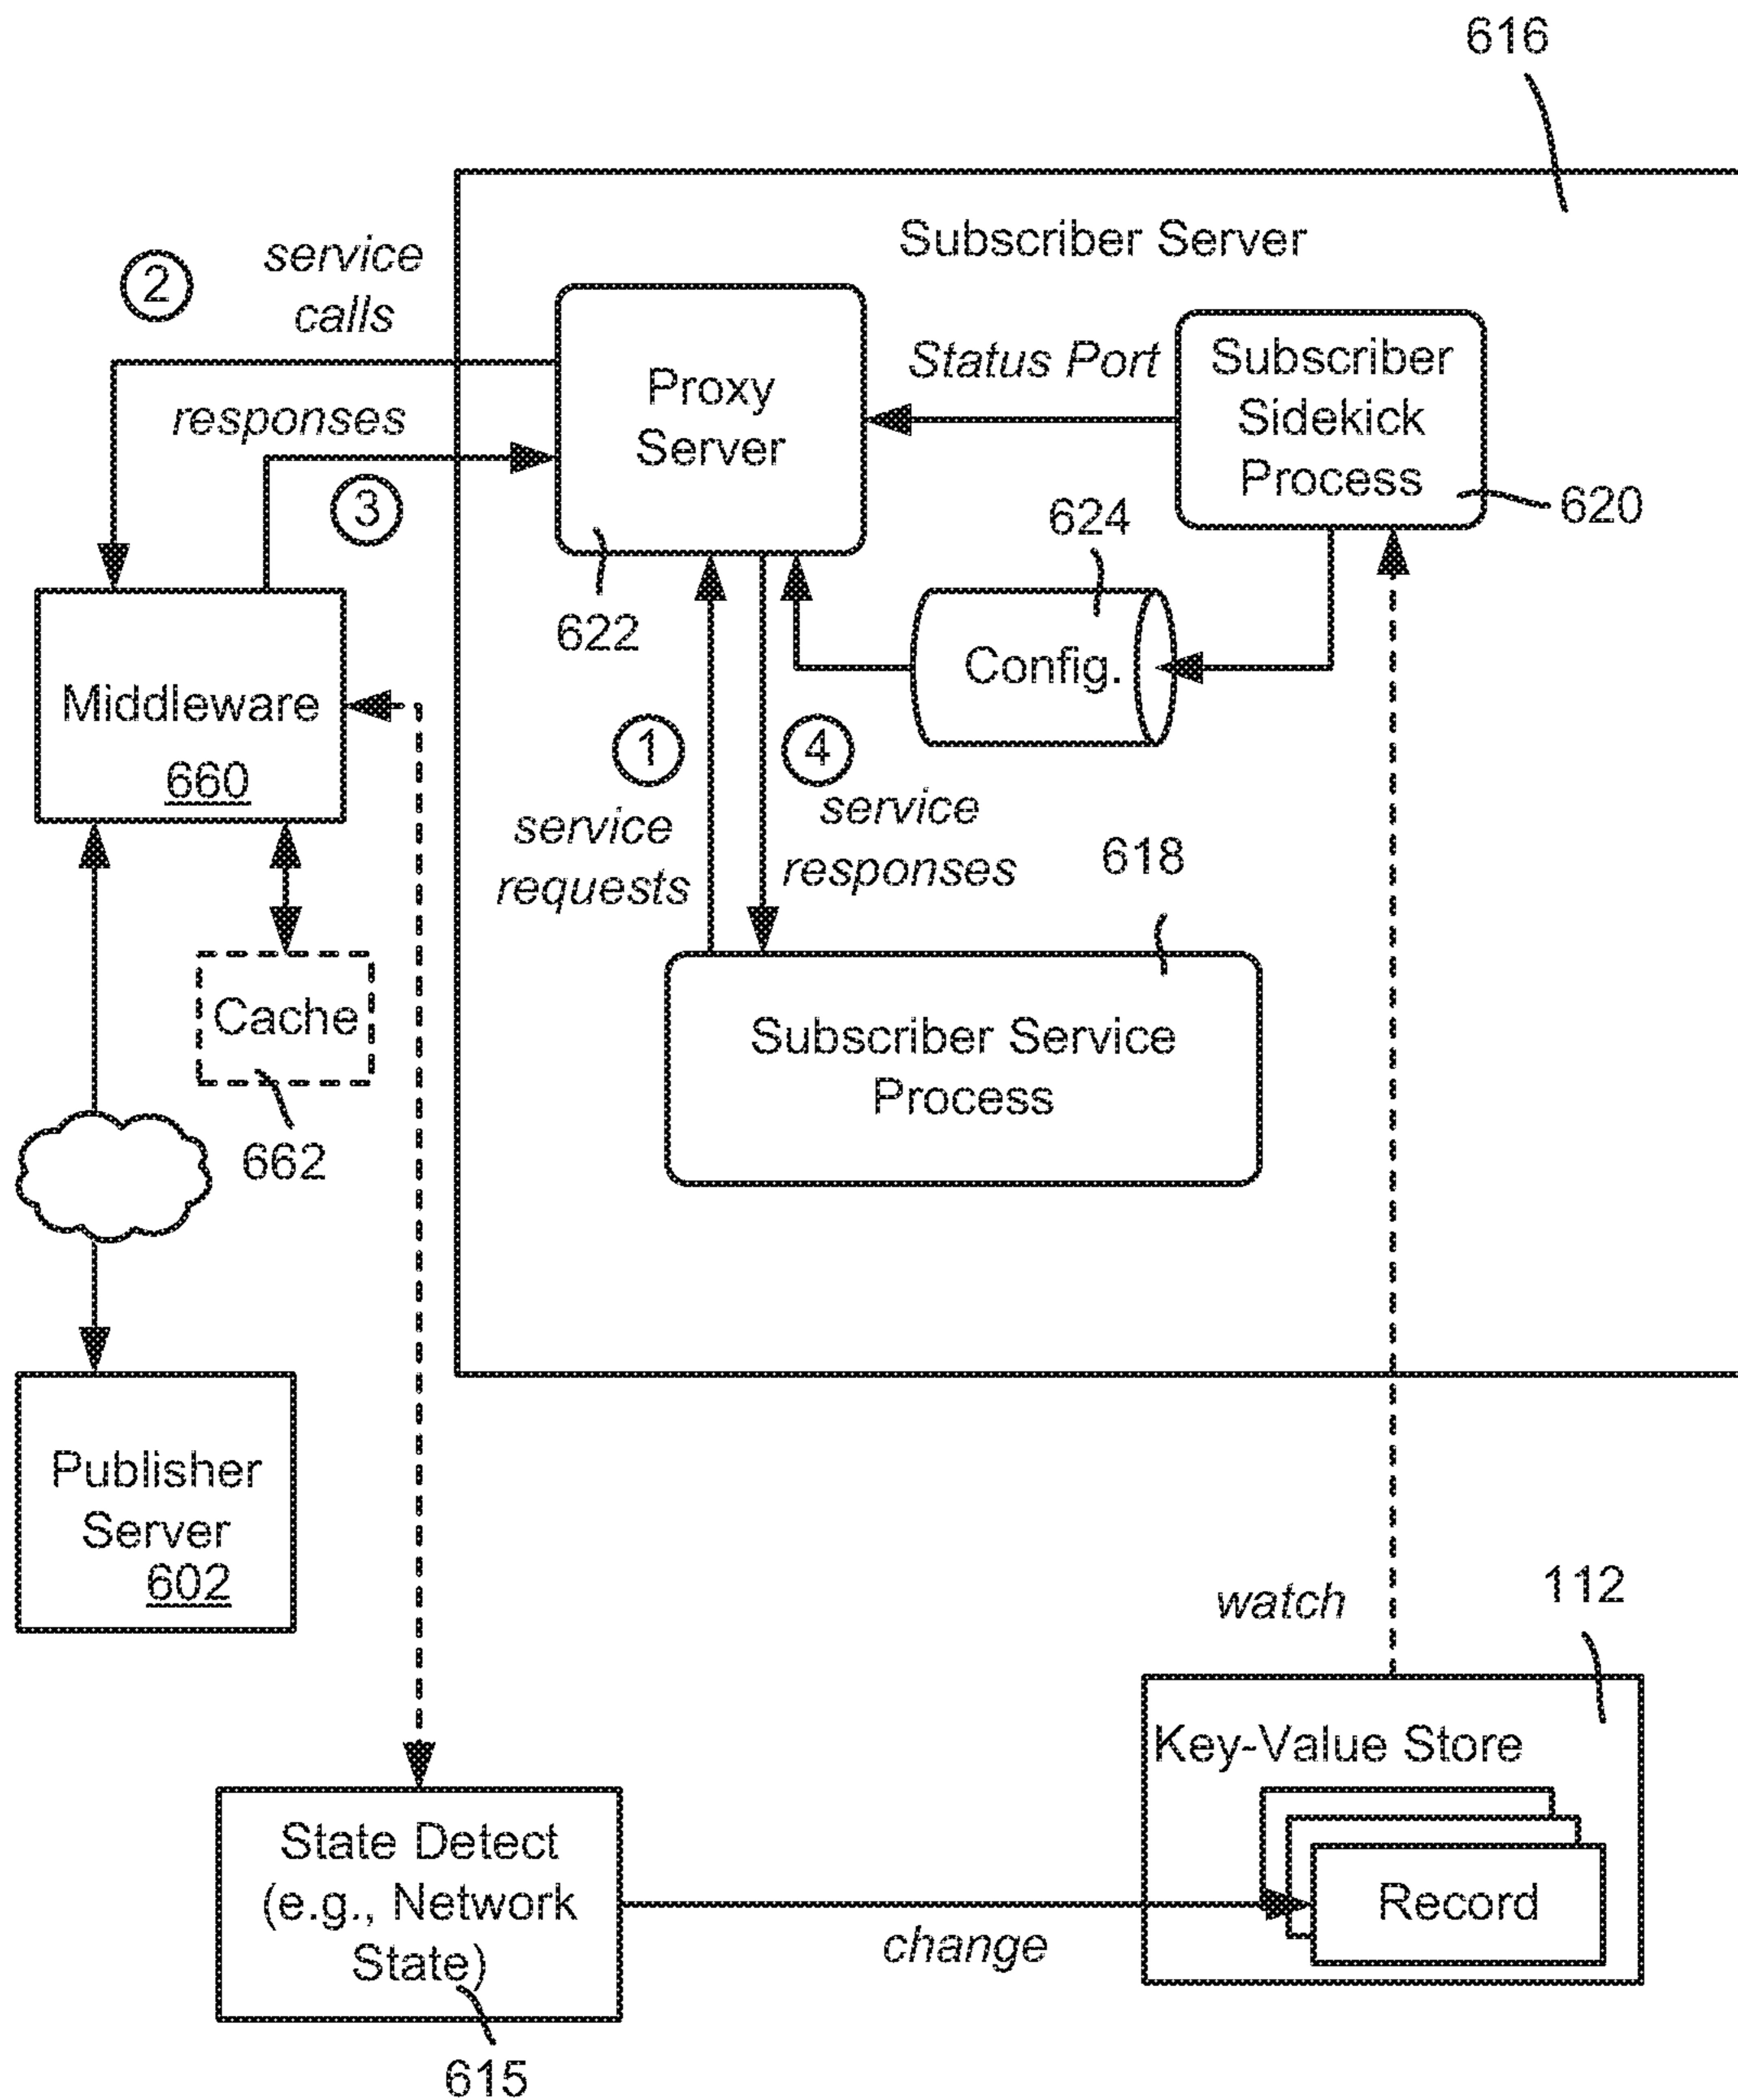 616
Subscriber Server
2
service
calls
responses
3
Proxy
Server
622
Status Port
Subscriber
Sidekick
Process
620
624
Config.
Middleware
660
1
service
requests
4
service
responses
618
Subscriber Service
Process
Cache
662
Publisher
Server
602
watch
112
Key-Value Store
Record
State Detect
(e.g., Network
State)
615
change